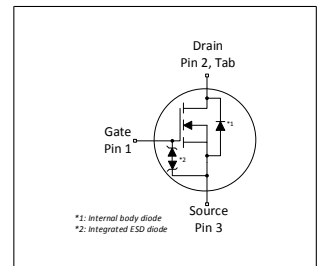 Drain
Pin 2, Tab
*1
Gate
Pin 1
*2
Source
Pin 3
*1: Internal body diode
*2: Integrated ESD diode